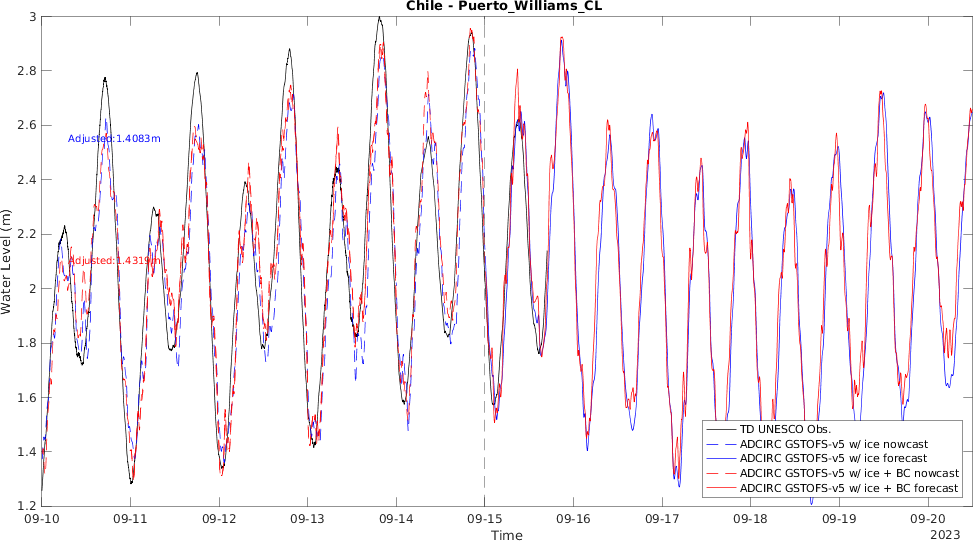 Chile - Puerto_Williams_CL
3
2.8
2.6
2.4
2.2
2
1.8
1.6
1.4
1.2
Water Level (m)
Adjusted:1.4083m
Adjusted:1.4319m
TD UNESCO Obs.
ADCIRC GSTOFS-v5 w/ ice nowcast
ADCIRC GSTOFS-v5 w/ ice forecast
ADCIRC GSTOFS-v5 w/ ice + BC nowcast
ADCIRC GSTOFS-v5 w/ ice + BC forecast
09-10 09-11 09-12 09-13 09-14 09-15 09-16 09-17 09-18 09-19 09-20
Time
2023